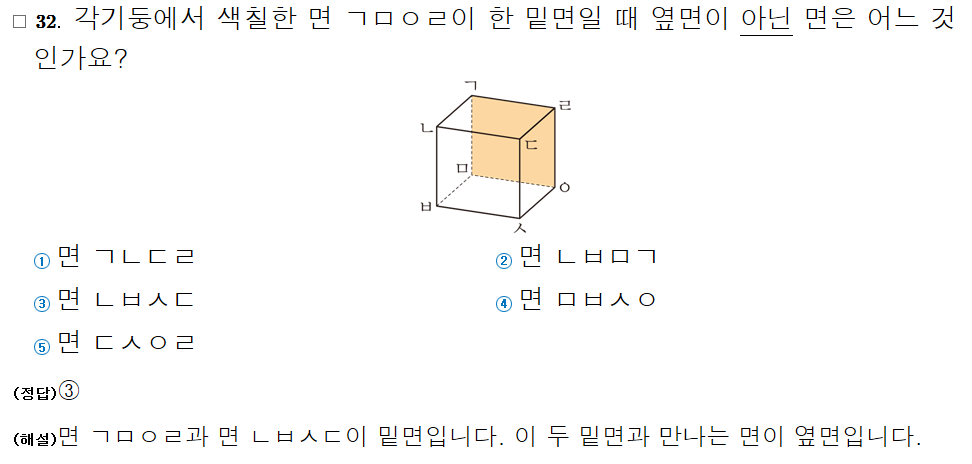 □ 32. 각기둥에서 색칠한 면 ㄱㅁㅇㄹ이 한 밑면일 때 옆면이 아닌 면은 어느 것
인가요?
ㄱ
ㄹ
ㄴ
ㄷ
ㅁ
ㅇ
ㅂ
ㅅ
① 면 ㄱㄴㄷㄹ ② 면 ㄴㅂㅁㄱ
③ 면 ㄴㅂㅅㄷ ④ 면 ㅁㅂㅅㅇ
⑤ 면 ㄷㅅㅇㄹ
(정답)③
(해설)면 ㄱㅁㅇㄹ과 면 ㄴㅂㅅㄷ이 밑면입니다. 이 두 밑면과 만나는 면이 옆면입니다.